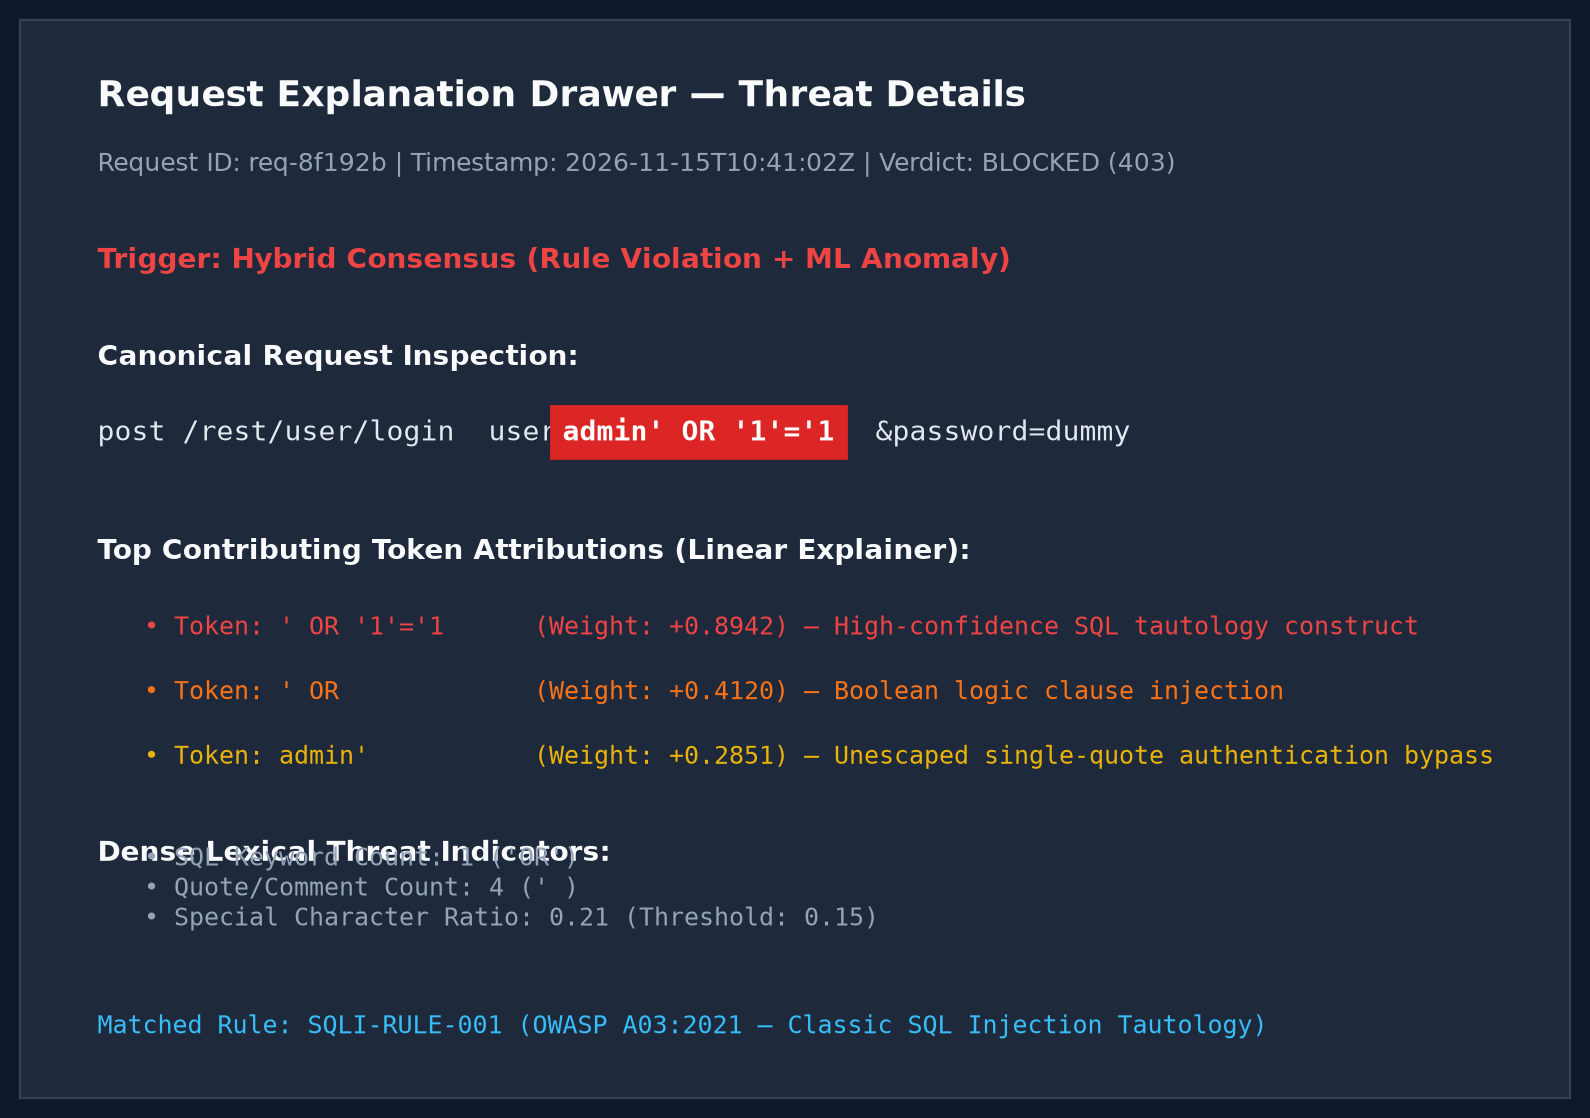 Request Explanation Drawer — Threat Details
Request ID: req-8f192b | Timestamp: 2026-11-15T10:41:02Z | Verdict: BLOCKED (403)
Trigger: Hybrid Consensus (Rule Violation + ML Anomaly)
Canonical Request Inspection:
post /rest/user/login  user admin' OR '1'='1 &password=dummy
Top Contributing Token Attributions (Linear Explainer):
• Token: ' OR '1'='1 (Weight: +0.8942) — High-confidence SQL tautology construct
• Token: ' OR (Weight: +0.4120) — Boolean logic clause injection
• Token: admin' (Weight: +0.2851) — Unescaped single-quote authentication bypass
Dense Lexical Threat Indicators:
• SQL Keyword Count: 1 ('OR')
• Quote/Comment Count: 4 (' )
• Special Character Ratio: 0.21 (Threshold: 0.15)
Matched Rule: SQLI-RULE-001 (OWASP A03:2021 — Classic SQL Injection Tautology)